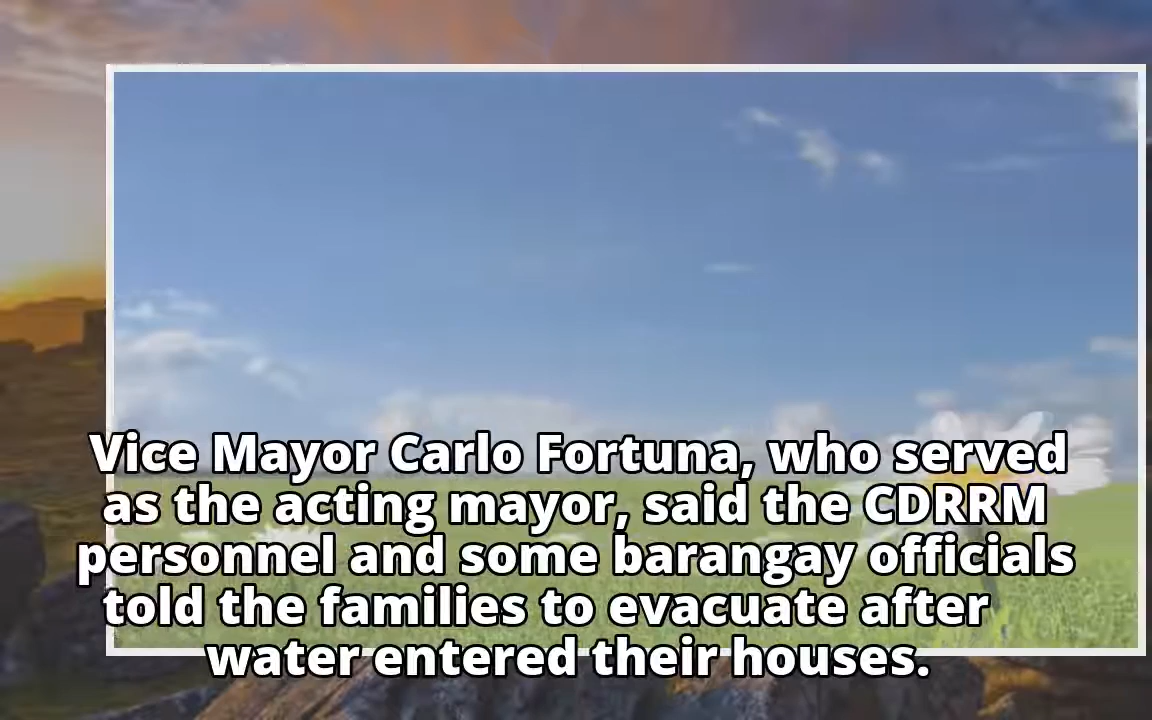 Vice Mayor Carlo Fortuna, who served
as the acting mayor, said the CDRRM
personnel and some barangay officials
told the families to evacuate after
water entered their houses.